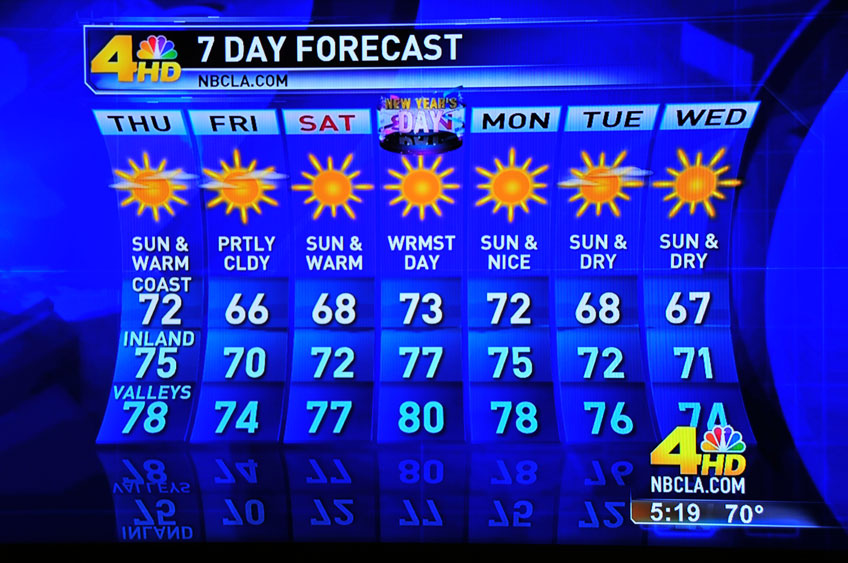 4HD
7 DAY FORECAST
NBCLA.COM
THU FRI SAT NEW YEAR'S DAY MON TUE WED
SUN & WARM
PRTLY CLDY
SUN & WARM
WRMST DAY
SUN & NICE
SUN & DRY
SUN & DRY
COAST
72 66 68 73 72 68 67
INLAND
75 70 72 77 75 72 71
VALLEYS
78 74 77 80 78 76
4HD
NBCLA.COM
5:19 70°